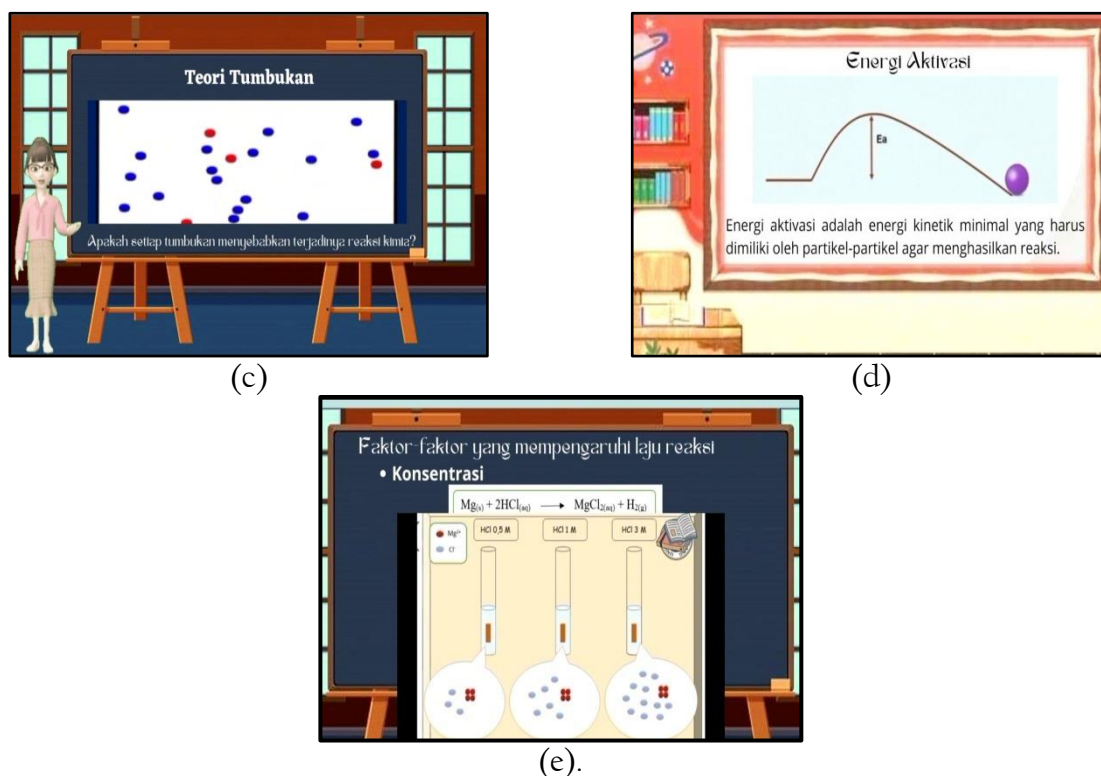 Teori Tumbukan
Apakah setiap tumbukan menyebabkan terjadinya reaksi kimia?
(c)
Energi Aktivasi
Ea
Energi aktivasi adalah energi kinetik minimal yang harus
dimiliki oleh partikel-partikel agar menghasilkan reaksi.
(d)
Faktor-faktor yang mempengaruhi laju reaksi
• Konsentrasi
Mg(s) + 2HCl(aq) → MgCl2(aq) + H2(g)
Mg²⁺
Cl⁻
HCl 0,5 M
HCl 1 M
HCl 3 M
(e).